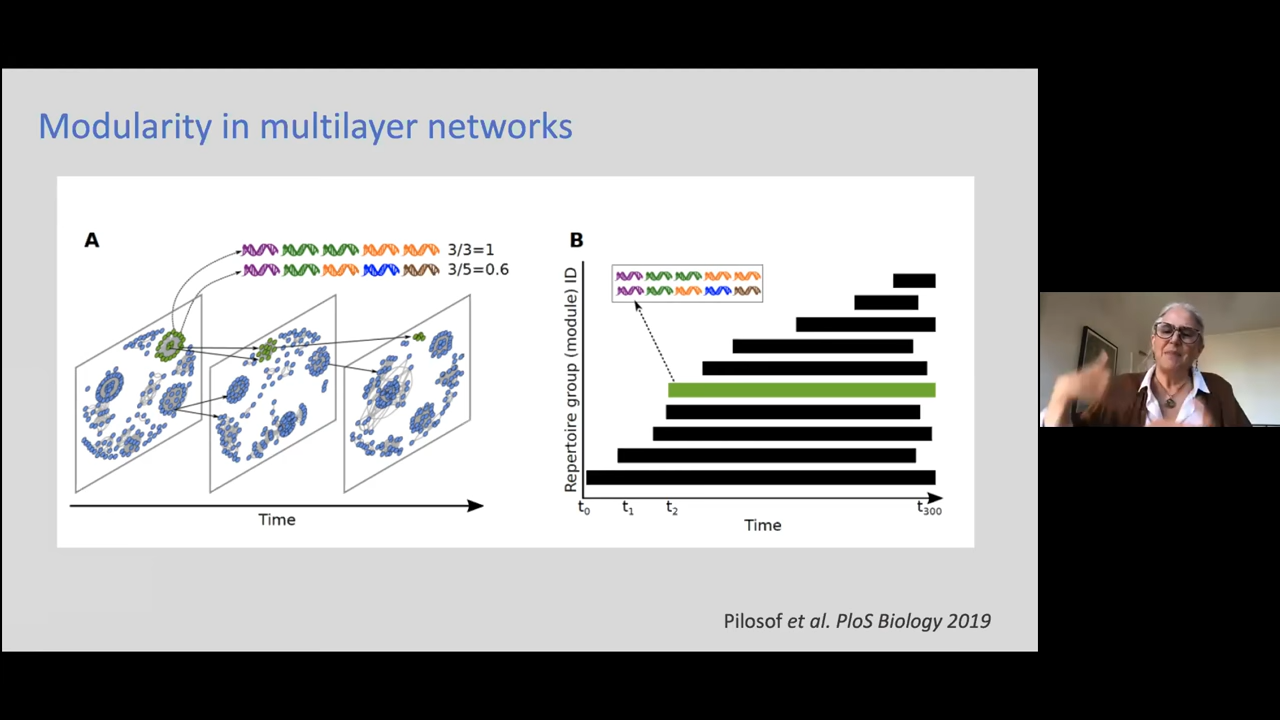 Modularity in multilayer networks
A
3/3=1
3/5=0.6
Time
B
Repertoire group (module) ID
t0
t1
t2
t300
Time
Pilosof et al. PloS Biology 2019